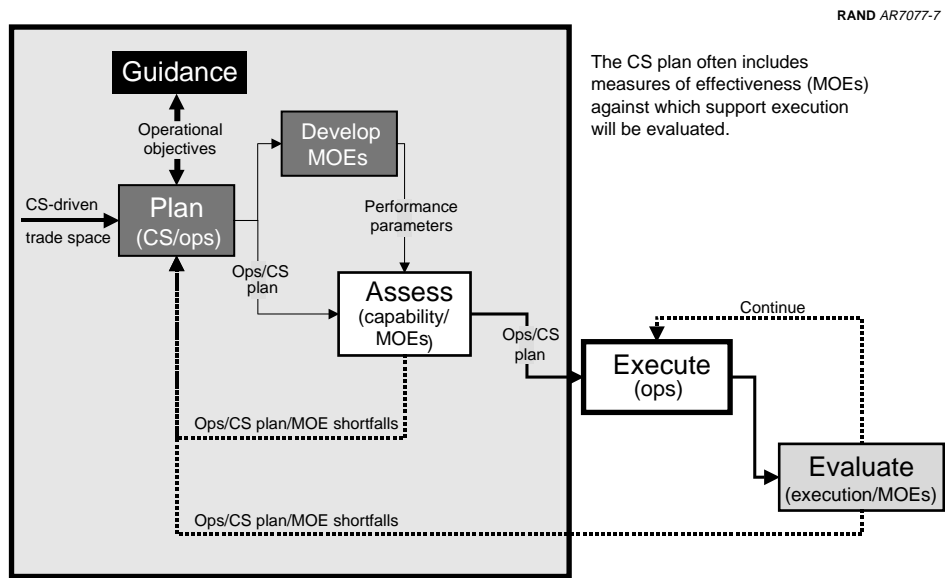 RAND AR7077-7
The CS plan often includes
measures of effectiveness (MOEs)
against which support execution
will be evaluated.
Guidance
Operational
objectives
Develop
MOEs
CS-driven
trade space
Plan
(CS/ops)
Performance
parameters
Ops/CS
plan
Assess
(capability/
MOEs)
Ops/CS
plan
Continue
Execute
(ops)
Ops/CS plan/MOE shortfalls
Evaluate
(execution/MOEs)
Ops/CS plan/MOE shortfalls